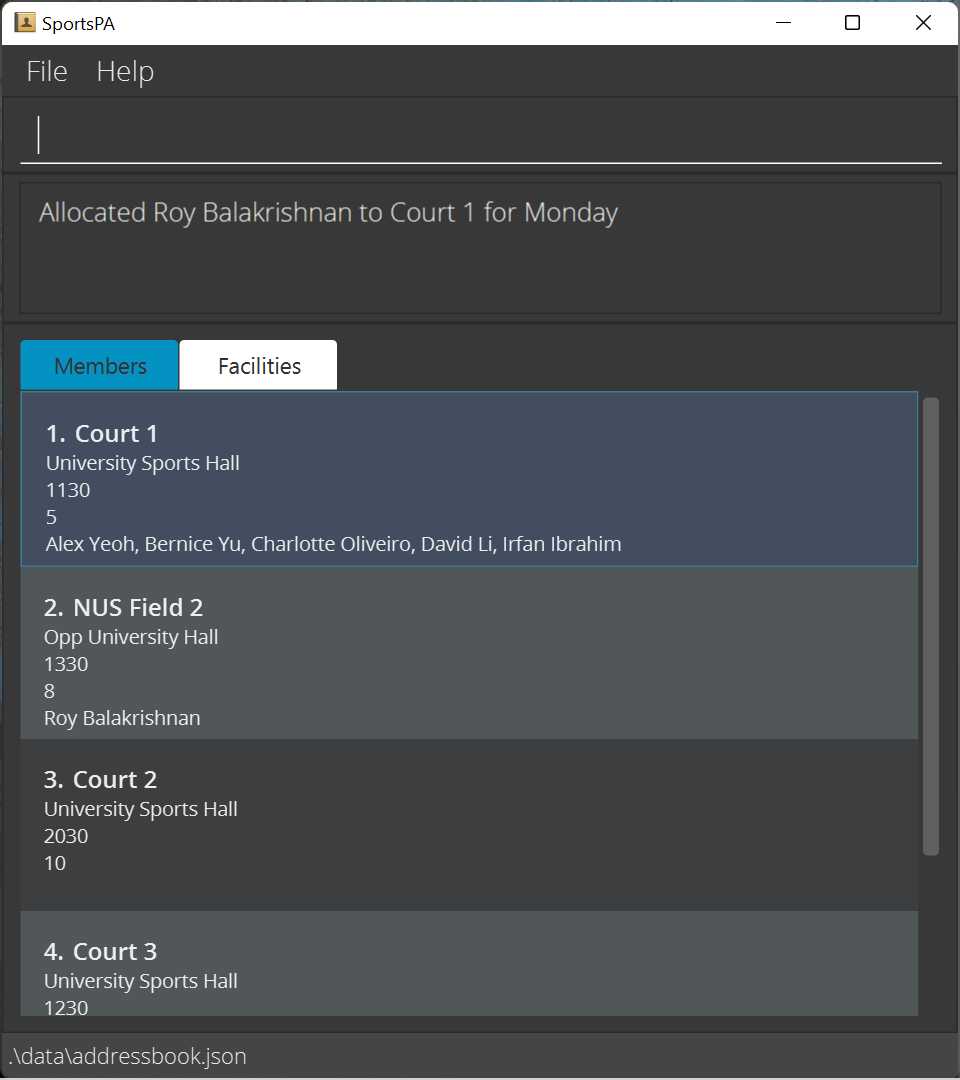 SportsPA
File Help
Allocated Roy Balakrishnan to Court 1 for Monday
Members Facilities
1. Court 1
University Sports Hall
1130
5
Alex Yeoh, Bernice Yu, Charlotte Oliveiro, David Li, Irfan Ibrahim
2. NUS Field 2
Opp University Hall
1330
8
Roy Balakrishnan
3. Court 2
University Sports Hall
2030
10
4. Court 3
University Sports Hall
1230
.\data\addressbook.json